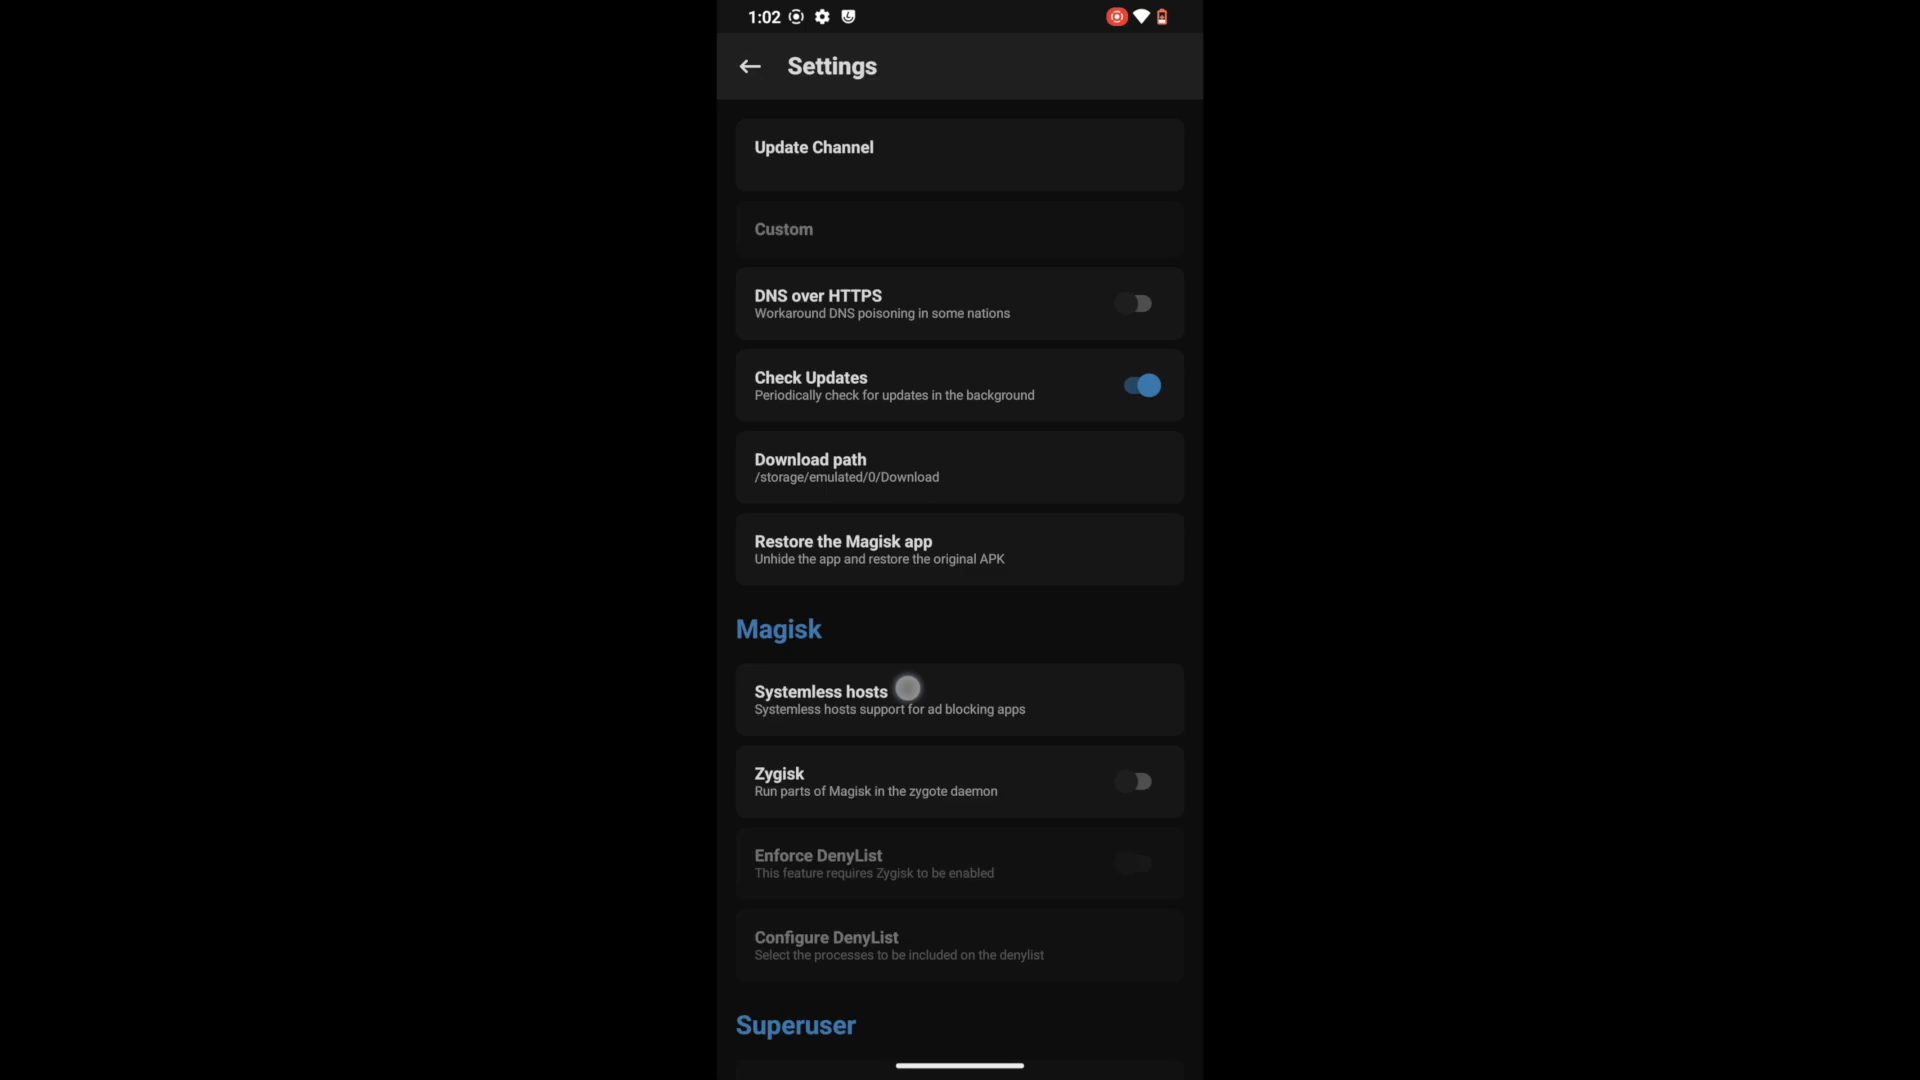 1:02
Settings
Update Channel
Custom
DNS over HTTPS
Workaround DNS poisoning in some nations
Check Updates
Periodically check for updates in the background
Download path
/storage/emulated/0/Download
Restore the Magisk app
Unhide the app and restore the original APK
Magisk
Systemless hosts
Systemless hosts support for ad blocking apps
Zygisk
Run parts of Magisk in the zygote daemon
Enforce DenyList
This feature requires Zygisk to be enabled
Configure DenyList
Select the processes to be included on the denylist
Superuser